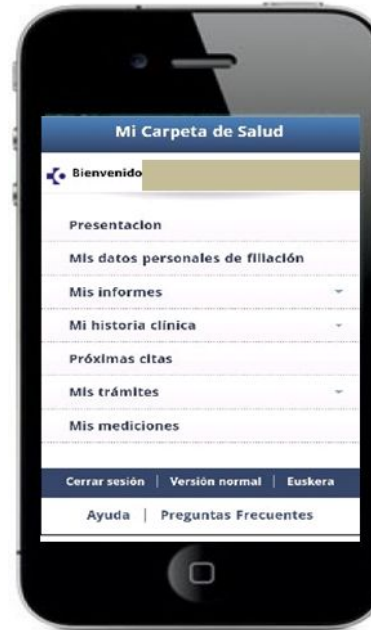 Mi Carpeta de Salud
Bienvenido
Presentacion
Mis datos personales de filiación
Mis informes
Mi historia clínica
Próximas citas
Mis trámites
Mis mediciones
Cerrar sesión | Versión normal | Euskera
Ayuda | Preguntas Frecuentes